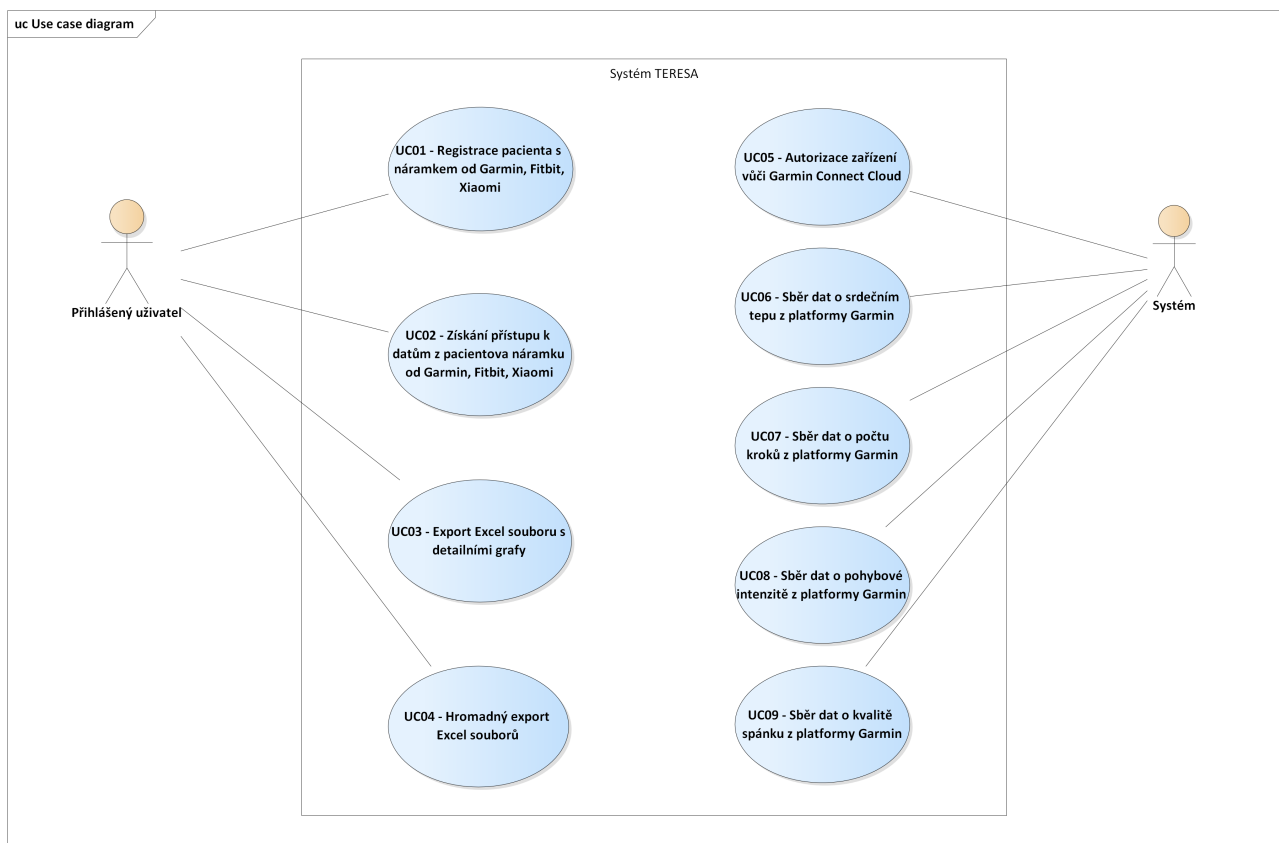 uc Use case diagram
Systém TERESA
UC01 - Registrace pacienta s
náramkem od Garmin, Fitbit,
Xiaomi
UC05 - Autorizace zařízení
vůči Garmin Connect Cloud
Přihlášený uživatel
Systém
UC02 - Získání přístupu k
datům z pacientova náramku
od Garmin, Fitbit, Xiaomi
UC06 - Sběr dat o srdečním
tepu z platformy Garmin
UC07 - Sběr dat o počtu
kroků z platformy Garmin
UC03 - Export Excel souboru s
detailními grafy
UC08 - Sběr dat o pohybové
intenzitě z platformy Garmin
UC04 - Hromadný export
Excel souborů
UC09 - Sběr dat o kvalitě
spánku z platformy Garmin